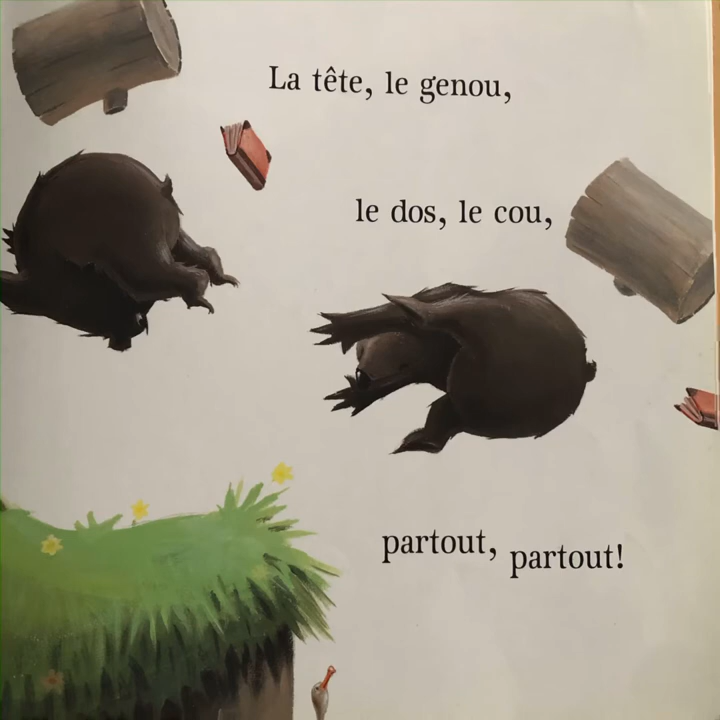 La tête, le genou,
le dos, le cou,
partout, partout!